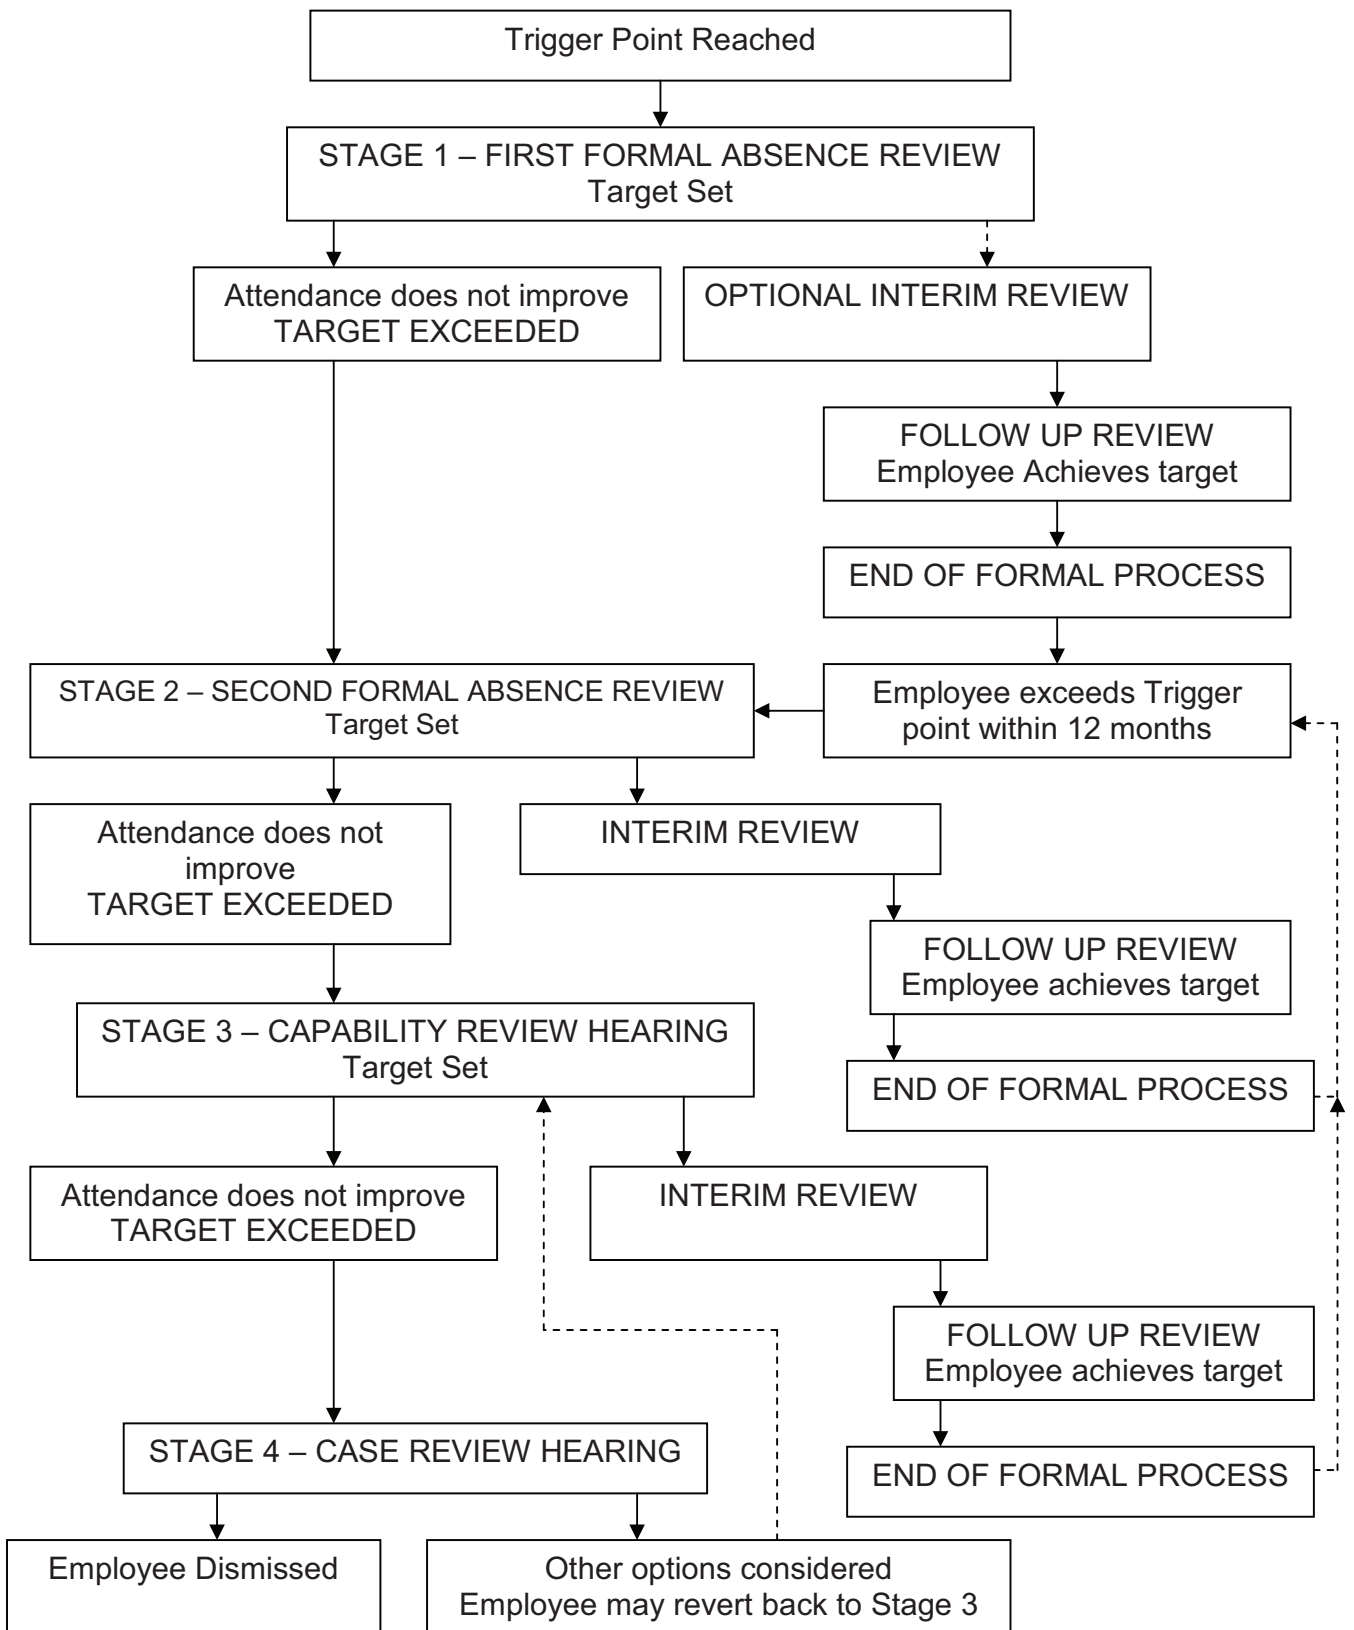 Trigger Point Reached
STAGE 1 – FIRST FORMAL ABSENCE REVIEW
Target Set
Attendance does not improve
TARGET EXCEEDED
OPTIONAL INTERIM REVIEW
FOLLOW UP REVIEW
Employee Achieves target
END OF FORMAL PROCESS
STAGE 2 – SECOND FORMAL ABSENCE REVIEW
Target Set
Employee exceeds Trigger
point within 12 months
Attendance does not
improve
TARGET EXCEEDED
INTERIM REVIEW
FOLLOW UP REVIEW
Employee achieves target
STAGE 3 – CAPABILITY REVIEW HEARING
Target Set
END OF FORMAL PROCESS
Attendance does not improve
TARGET EXCEEDED
INTERIM REVIEW
FOLLOW UP REVIEW
Employee achieves target
STAGE 4 – CASE REVIEW HEARING
END OF FORMAL PROCESS
Employee Dismissed
Other options considered
Employee may revert back to Stage 3